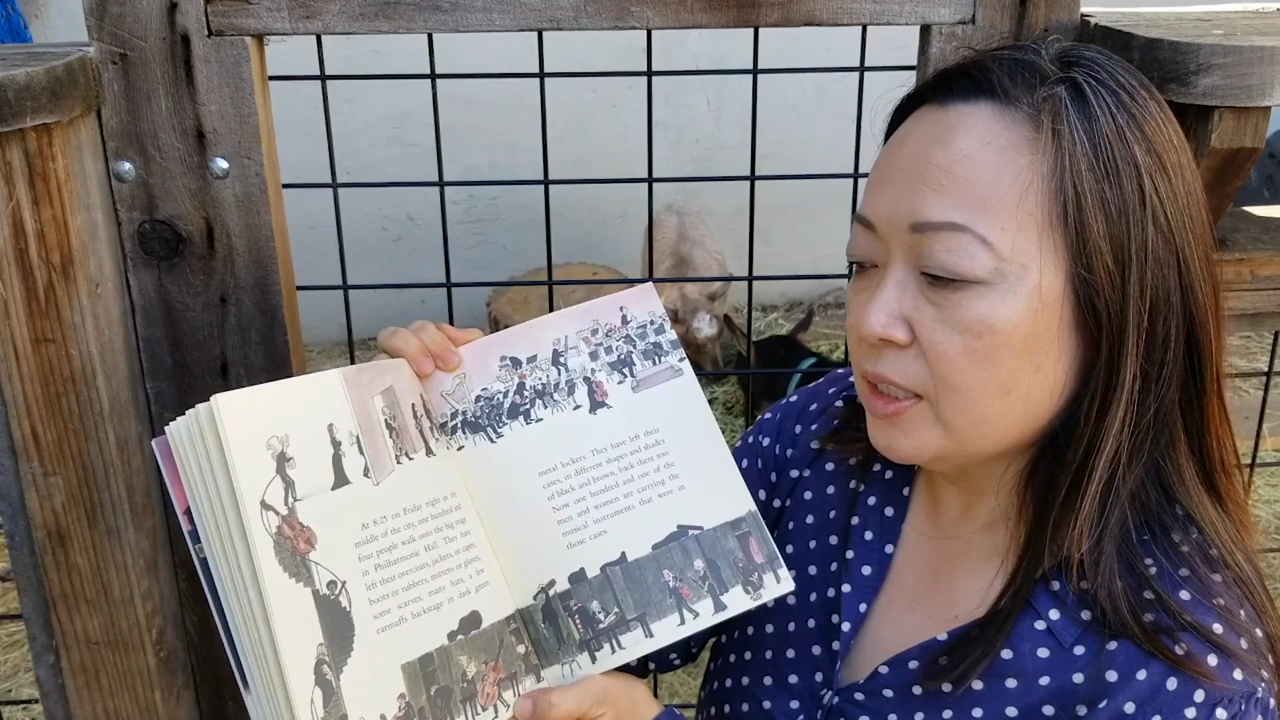 At 8:25 on Friday night in the
middle of the city, one hundred and
four people walk onto the big stage
in Philharmonic Hall. They have
left their overcoats, jackets, or capes,
boots or rubbers, mittens or gloves,
some scarves, many hats, a few
earmuffs backstage in dark green
metal lockers. They have left their
cases, in different shapes and shades
of black and brown, back there too.
Now one hundred and one of the
men and women are carrying the
musical instruments that were in
those cases.